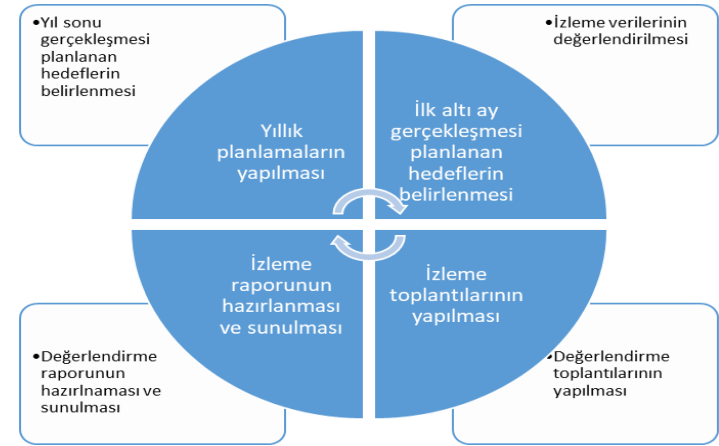 •Yıl sonu
gerçekleşmesi
planlanan
hedeflerin
belirlenmesi
•İzleme verilerinin
değerlendirilmesi
Yıllık
planlamaların
yapılması
İlk altı ay
gerçekleşmesi
planlanan
hedeflerin
belirlenmesi
İzleme
raporunun
hazırlanması
ve sunulması
İzleme
toplantılarının
yapılması
•Değerlendirme
raporunun
hazırlnaması ve
sunulması
•Değerlendirme
toplantılarının
yapılması